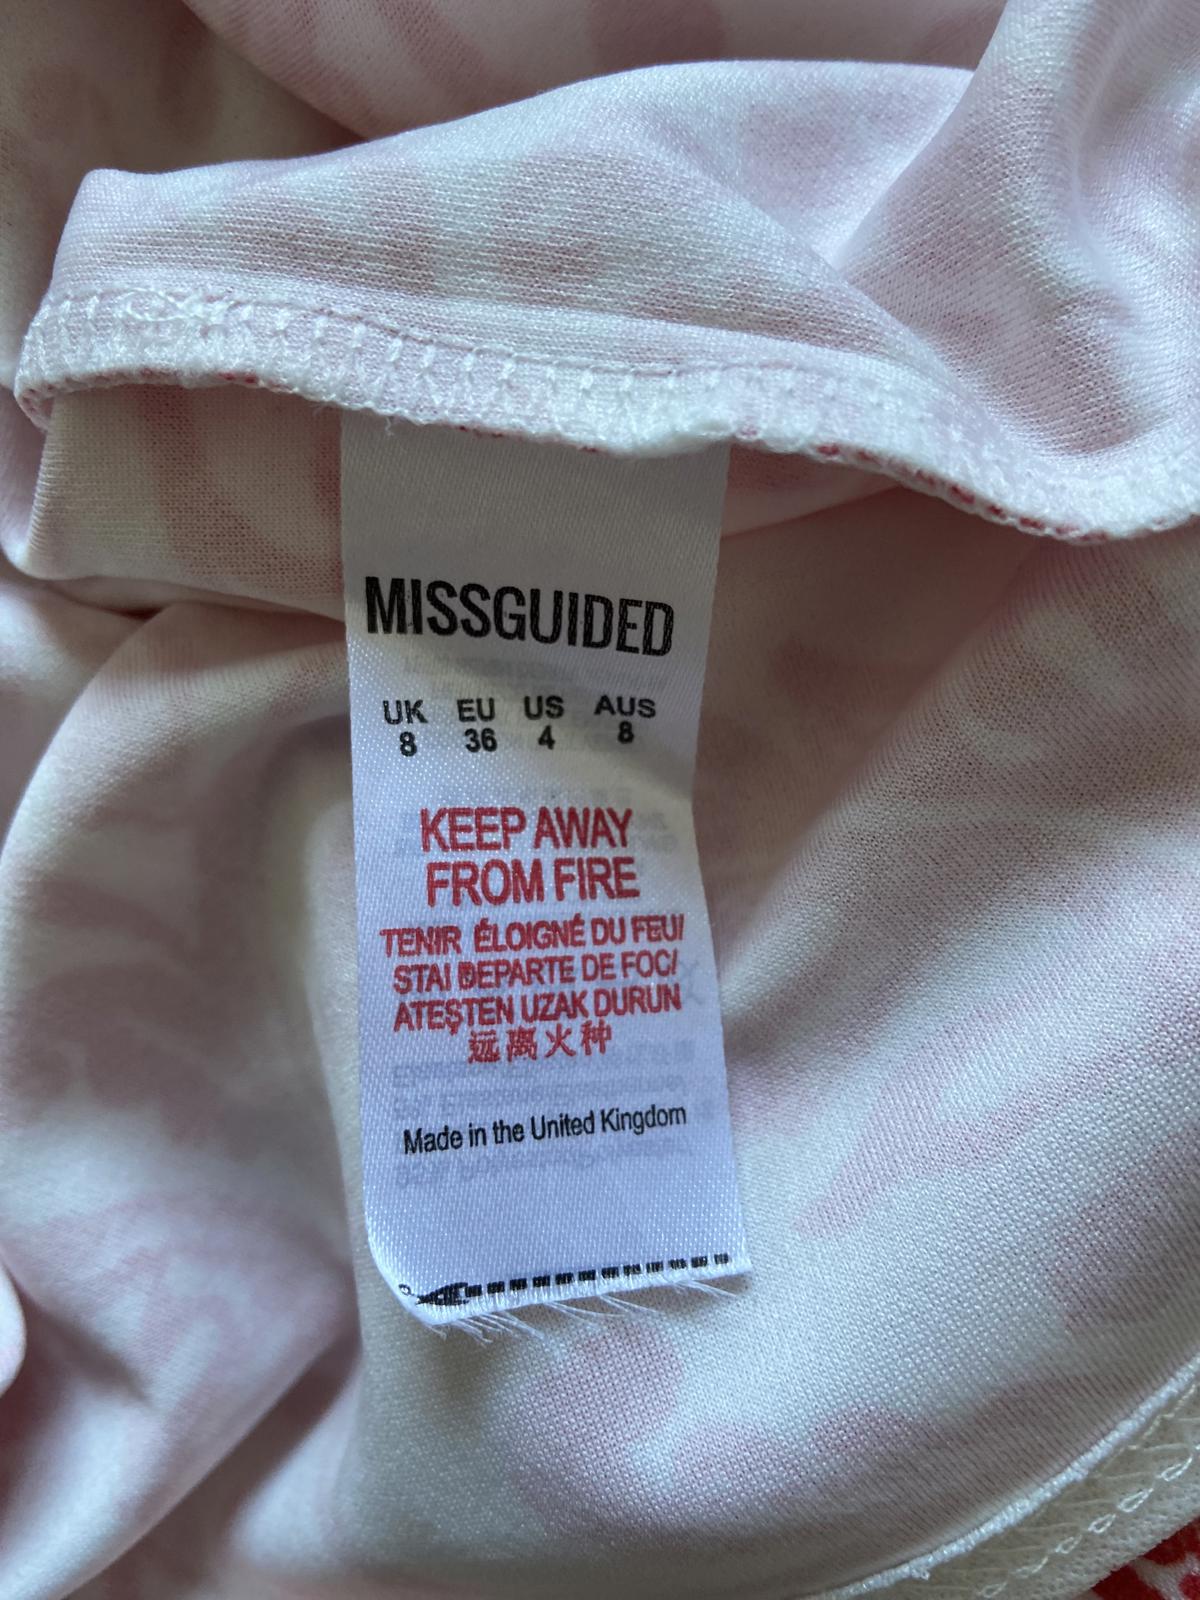 MISSGUIDED
UK EU US AUS
8 36 4 8
KEEP AWAY
FROM FIRE
TENIR ÉLOIGNÉ DU FEU/
STAI DEPARTE DE FOC/
ATEŞTEN UZAK DURUN
远离火种
Made in the United Kingdom